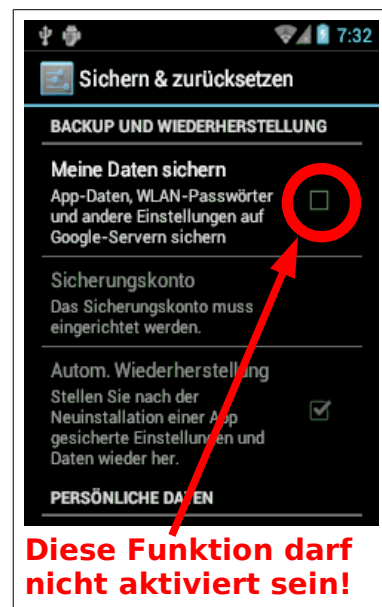 7:32
Sichern & zurücksetzen
BACKUP UND WIEDERHERSTELLUNG
Meine Daten sichern
App-Daten, WLAN-Passwörter
und andere Einstellungen auf
Google-Servern sichern
Sicherungskonto
Das Sicherungskonto muss
eingerichtet werden.
Autom. Wiederherstellung
Stellen Sie nach der
Neuinstallation einer App
gesicherte Einstellungen und
Daten wieder her.
PERSÖNLICHE DATEN
Diese Funktion darf
nicht aktiviert sein!